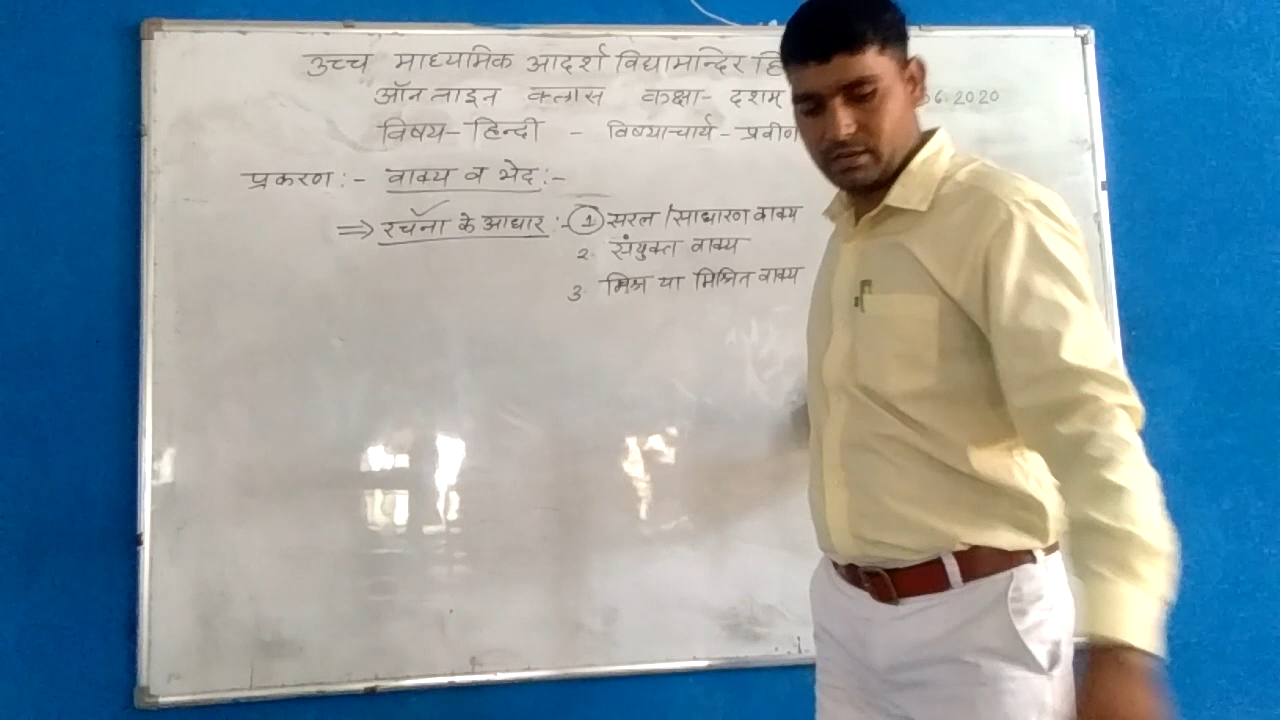 उच्च माध्यमिक आदर्श विद्यामन्दिर हि
ऑनलाइन क्लास कक्षा- दशम् 06.2020
विषय- हिन्दी - विषयाचार्य- प्रवीण
प्रकरण:- वाक्य व भेद:-
⇒ रचना के आधार :- 1 सरल/साधारण वाक्य
2. संयुक्त वाक्य
3. मिश्र या मिश्रित वाक्य